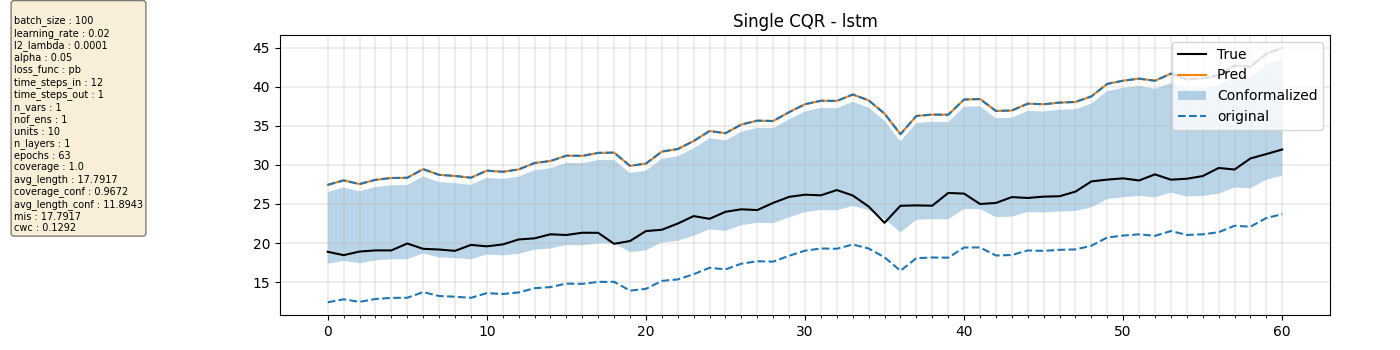 batch_size : 100
learning_rate : 0.02
l2_lambda : 0.0001
alpha : 0.05
loss_func : pb
time_steps_in : 12
time_steps_out : 1
n_vars : 1
nof_ens : 1
units : 10
n_layers : 1
epochs : 63
coverage : 1.0
avg_length : 17.7917
coverage_conf : 0.9672
avg_length_conf : 11.8943
mis : 17.7917
cwc : 0.1292
Single CQR - lstm
45
40
35
30
25
20
15
True
Pred
Conformalized
original
0 10 20 30 40 50 60